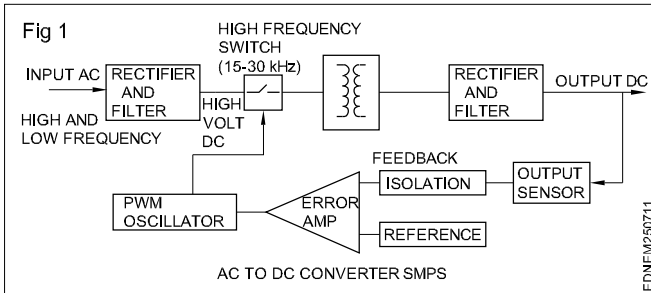 Fig 1
HIGH FREQUENCY
SWITCH
(15-30 kHz)
INPUT AC
RECTIFIER
AND
FILTER
HIGH AND
LOW FREQUENCY
HIGH
VOLT
DC
RECTIFIER
AND
FILTER
OUTPUT DC
FEEDBACK
ISOLATION
OUTPUT
SENSOR
PWM
OSCILLATOR
ERROR
AMP
REFERENCE
AC TO DC CONVERTER SMPS
EDNEM250711